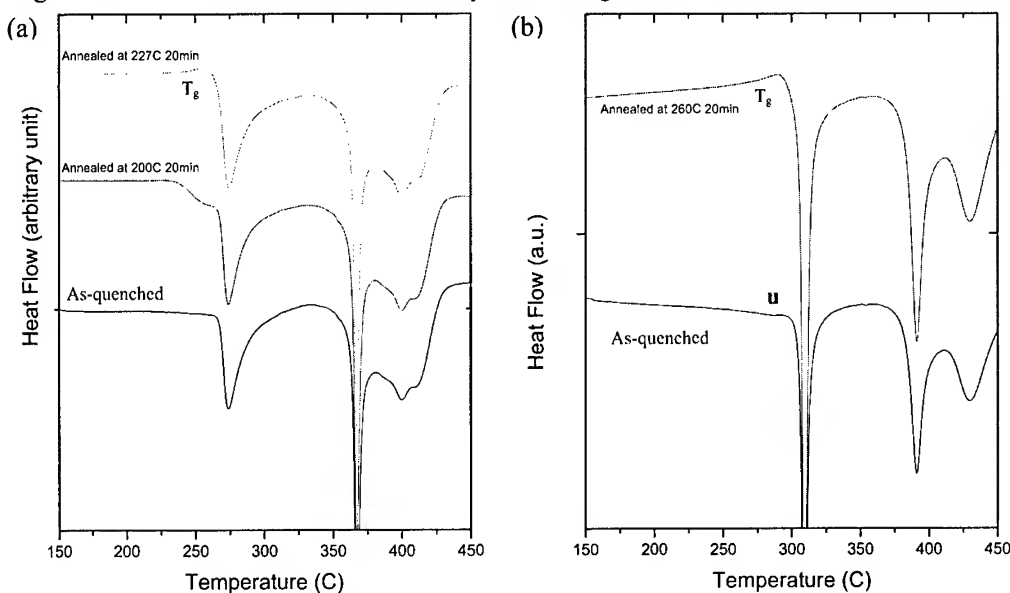 (a)
Annealed at 227C 20min
Tg
Annealed at 200C 20min
As-quenched
Heat Flow (arbitrary unit)
150 200 250 300 350 400 450
Temperature (C)
(b)
Tg
Annealed at 260C 20min
u
As-quenched
Heat Flow (a.u.)
150 200 250 300 350 400 450
Temperature (C)